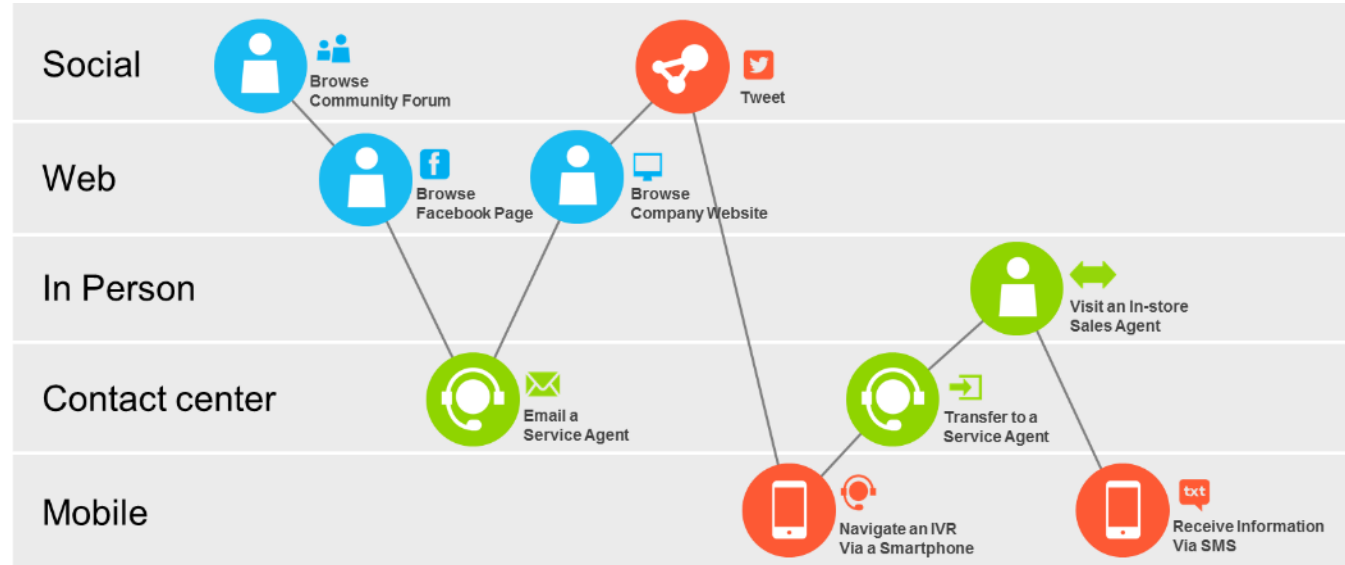 Social
Browse
Community Forum
Tweet
Web
f
Browse
Facebook Page
Browse
Company Website
In Person
Visit an In-store
Sales Agent
Contact center
Email a
Service Agent
Transfer to a
Service Agent
Mobile
Navigate an IVR
Via a Smartphone
txt
Receive Information
Via SMS